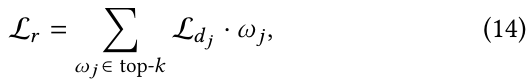 ℒ_r = ∑_{ω_j ∈ top-k} ℒ_{d_j} · ω_j, (14)